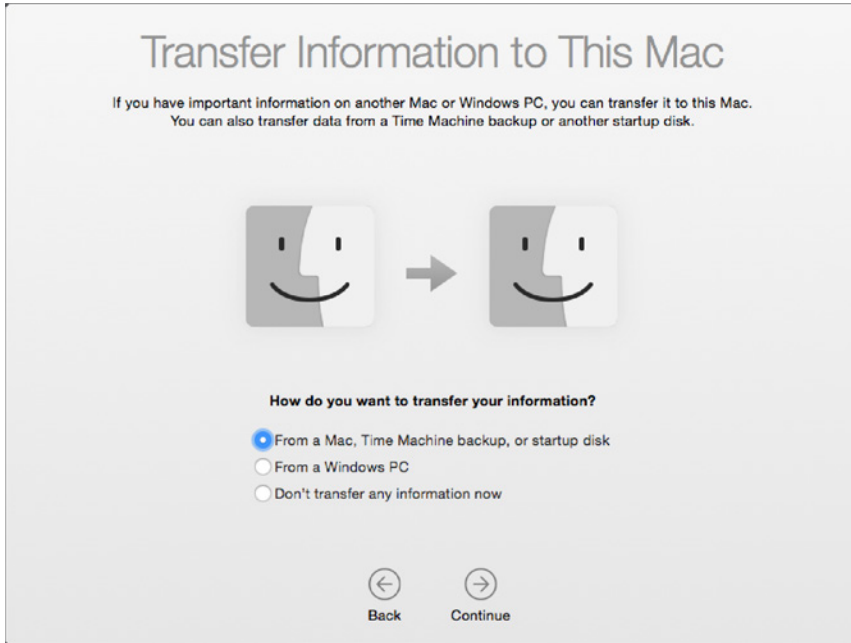 Transfer Information to This Mac
If you have important information on another Mac or Windows PC, you can transfer it to this Mac.
You can also transfer data from a Time Machine backup or another startup disk.
How do you want to transfer your information?
From a Mac, Time Machine backup, or startup disk
From a Windows PC
Don't transfer any information now
Back Continue